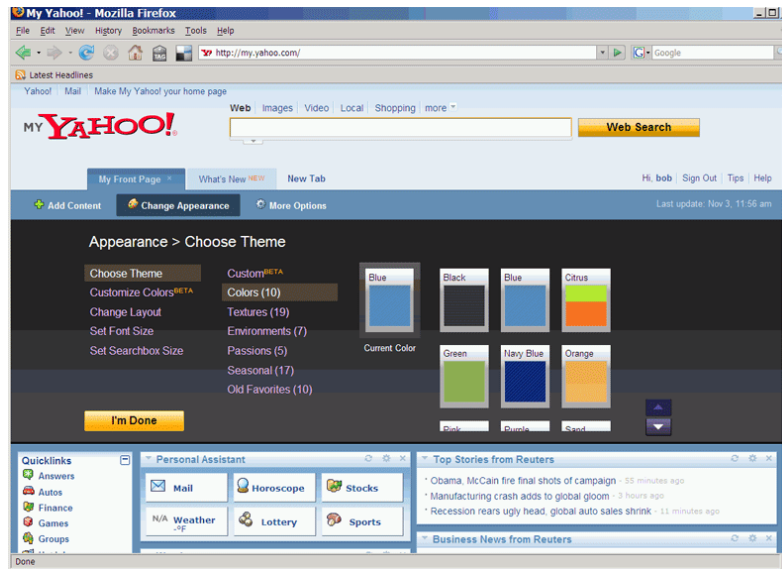 My Yahoo! - Mozilla Firefox
File Edit View History Bookmarks Tools Help
http://my.yahoo.com/
Google
Latest Headlines
Yahoo! Mail Make My Yahoo! your home page
Web Images Video Local Shopping more
MY YAHOO!
Web Search
My Front Page What's New NEW New Tab
Hi, bob Sign Out Tips Help
Add Content Change Appearance More Options
Last update: Nov 3, 11:56 am
Appearance > Choose Theme
Choose Theme
Customize Colors BETA
Change Layout
Set Font Size
Set Searchbox Size
Custom BETA
Colors (10)
Textures (19)
Environments (7)
Passions (5)
Seasonal (17)
Old Favorites (10)
Blue
Current Color
Black Blue Citrus
Green Navy Blue Orange
Pink Purple Sand
I'm Done
Quicklinks
Answers
Autos
Finance
Games
Groups
Personal Assistant
Mail Horoscope Stocks
N/A Weather Lottery Sports
-°F
Top Stories from Reuters
· Obama, McCain fire final shots of campaign - 55 minutes ago
· Manufacturing crash adds to global gloom - 3 hours ago
· Recession rears ugly head, global auto sales shrink - 11 minutes ago
Business News from Reuters
Done